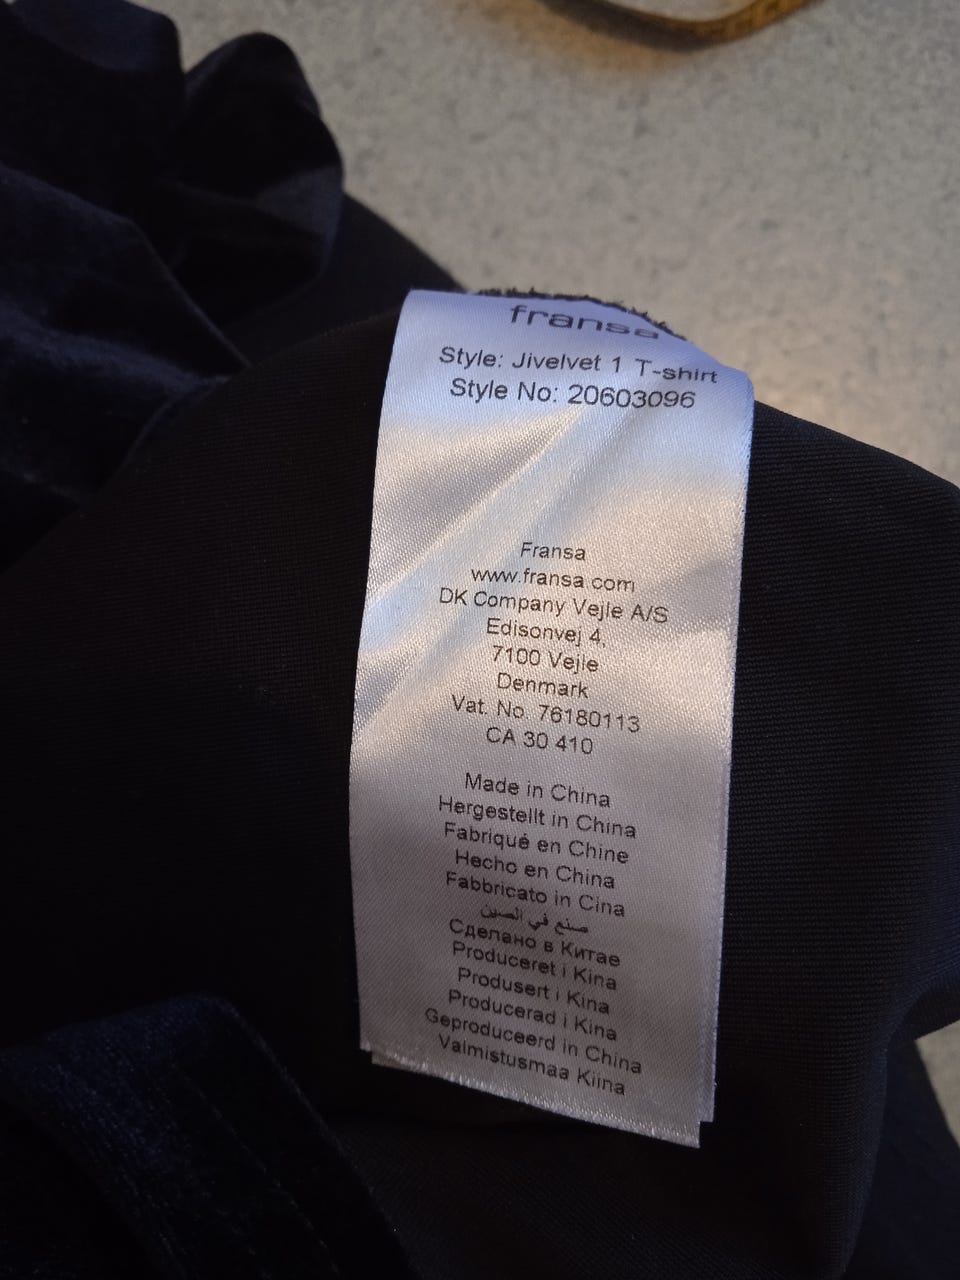 fransa
Style: Jivelvet 1 T-shirt
Style No: 20603096
Fransa
www.fransa.com
DK Company Vejle A/S
Edisonvej 4,
7100 Vejle
Denmark
Vat. No. 76180113
CA 30 410
Made in China
Hergestellt in China
Fabriqué en Chine
Hecho en China
Fabbricato in Cina
صنع في الصين
Сделано в Китае
Produceret i Kina
Produsert i Kina
Producerad i Kina
Geproduceerd in China
Valmistusmaa Kiina